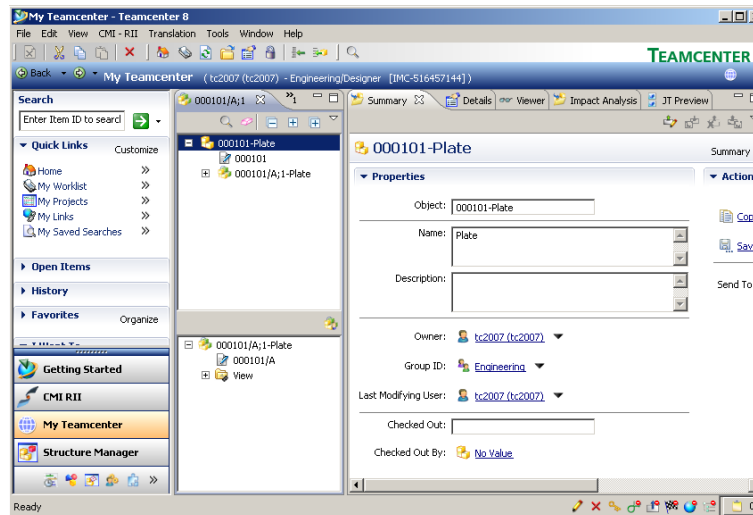 My Teamcenter - Teamcenter 8
File Edit View CMI - RII Translation Tools Window Help
TEAMCENTER
Back My Teamcenter ( tc2007 (tc2007) - Engineering/Designer [IMC-516457144])
Search
Enter Item ID to search
Quick Links Customize
Home
My Worklist
My Projects
My Links
My Saved Searches
Open Items
History
Favorites Organize
I Want To
Getting Started
CMI RII
My Teamcenter
Structure Manager
000101/A;1 »1
000101-Plate
000101
000101/A;1-Plate
000101/A;1-Plate
000101/A
View
Summary Details Viewer Impact Analysis JT Preview
000101-Plate Summary
Properties Action
Object: 000101-Plate
Name: Plate
Description:
Owner: tc2007 (tc2007)
Group ID: Engineering
Last Modifying User: tc2007 (tc2007)
Checked Out:
Checked Out By: No Value
Cop
Sav
Send To
Ready